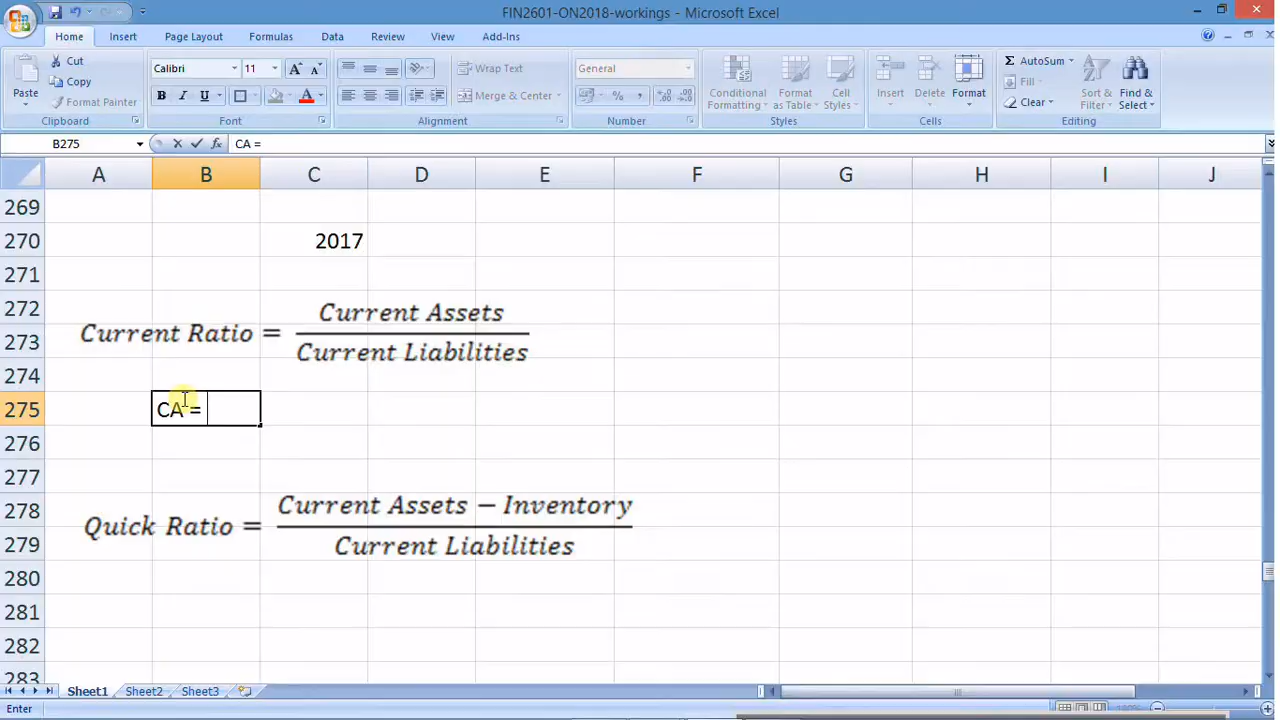 FIN2601-ON2018-workings - Microsoft Excel
Home Insert Page Layout Formulas Data Review View Add-Ins
Paste
Cut
Copy
Format Painter
Calibri 11
B I U
Wrap Text
Merge & Center
General
% ,
Conditional Formatting
Format as Table
Cell Styles
Insert Delete Format
Σ AutoSum
Fill
Clear
Sort & Filter
Find & Select
Clipboard Font Alignment Number Styles Cells Editing
B275 fx CA =
A B C D E F G H I J
269
270 2017
271
272
273
Current Ratio = Current Assets
Current Liabilities
274
275 CA =
276
277
278
279
Quick Ratio = Current Assets − Inventory
Current Liabilities
280
281
282
283
Sheet1 Sheet2 Sheet3
Enter